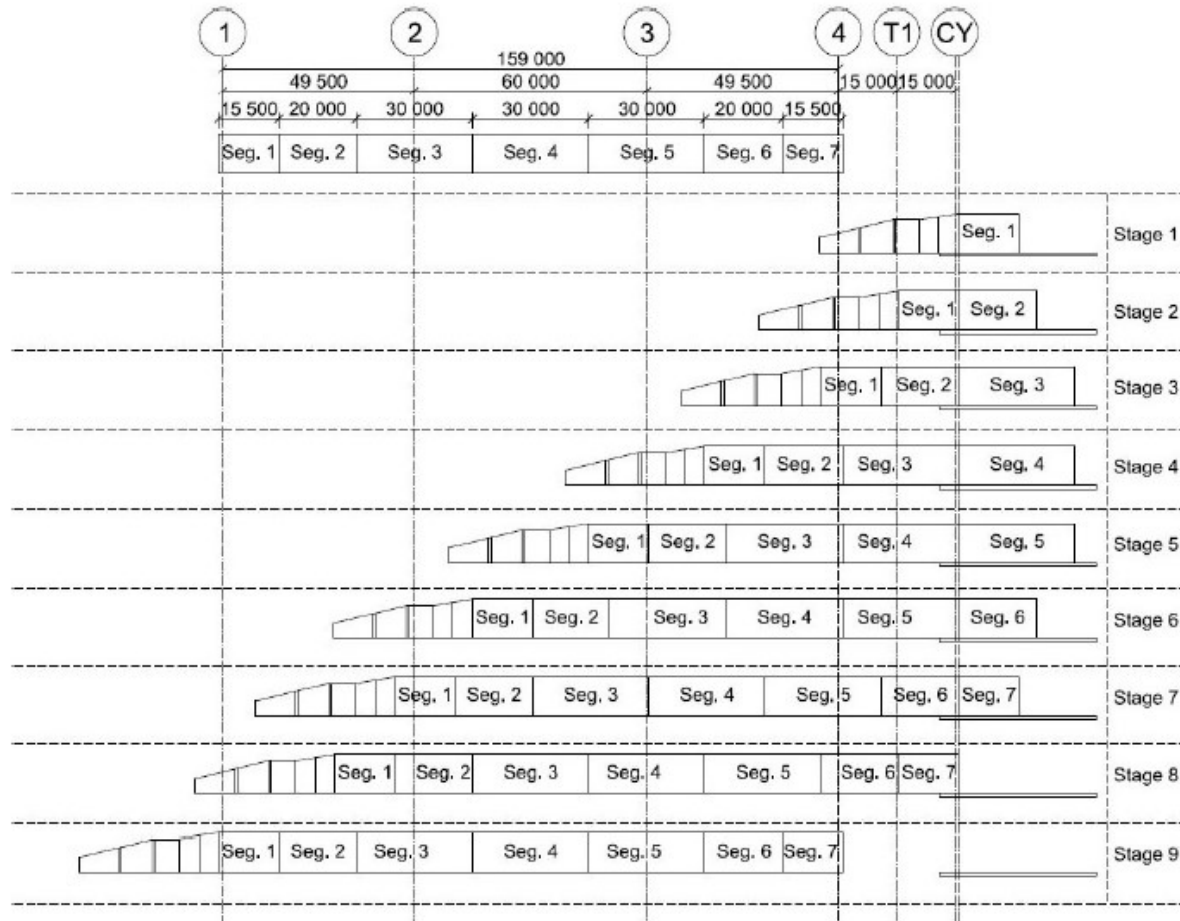 1 2 3 4 T1 CY
159 000
49 500 60 000 49 500 15 000 15 000
15 500 20 000 30 000 30 000 30 000 20 000 15 500
Seg. 1 Seg. 2 Seg. 3 Seg. 4 Seg. 5 Seg. 6 Seg. 7
Seg. 1 Stage 1
Seg. 1 Seg. 2 Stage 2
Seg. 1 Seg. 2 Seg. 3 Stage 3
Seg. 1 Seg. 2 Seg. 3 Seg. 4 Stage 4
Seg. 1 Seg. 2 Seg. 3 Seg. 4 Seg. 5 Stage 5
Seg. 1 Seg. 2 Seg. 3 Seg. 4 Seg. 5 Seg. 6 Stage 6
Seg. 1 Seg. 2 Seg. 3 Seg. 4 Seg. 5 Seg. 6 Seg. 7 Stage 7
Seg. 1 Seg. 2 Seg. 3 Seg. 4 Seg. 5 Seg. 6 Seg. 7 Stage 8
Seg. 1 Seg. 2 Seg. 3 Seg. 4 Seg. 5 Seg. 6 Seg. 7 Stage 9